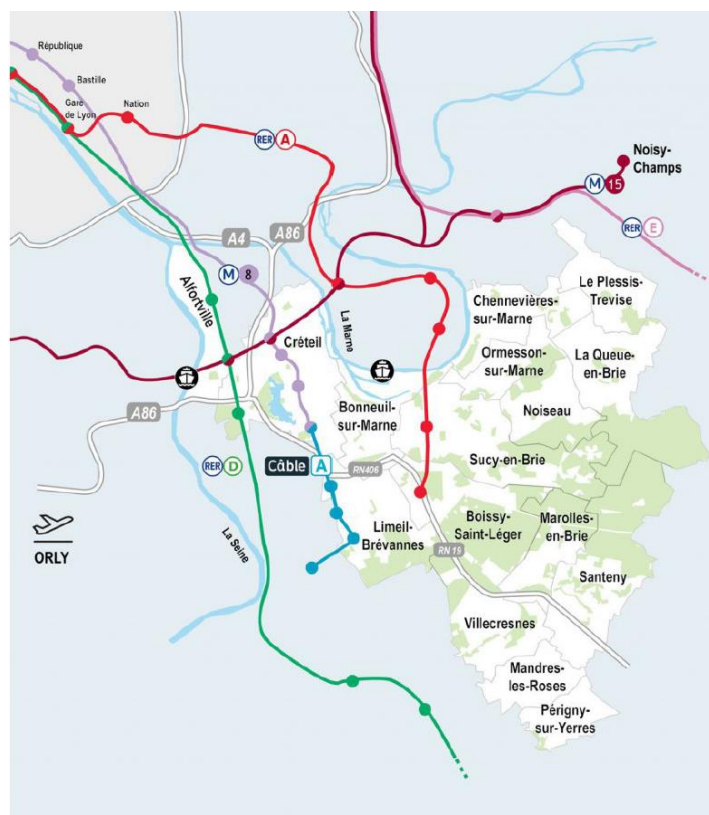 République
Bastille
Gare
de Lyon
Nation
RER A
Noisy-
Champs
M 15
RER E
A4
A86
M 8
Alfortville
La Marne
Créteil
Le Plessis-
Trevise
Chennevières-
sur-Marne
Ormesson-
sur-Marne
La Queue-
en-Brie
A86
Bonneuil-
sur-Marne
Noiseau
RER D
Câble A
RN406
Sucy-en-Brie
ORLY
La Seine
Limeil-
Brévannes
Boissy-
Saint-Léger
Marolles-
en-Brie
RN 19
Santeny
Villecresnes
Mandres-
les-Roses
Périgny-
sur-Yerres